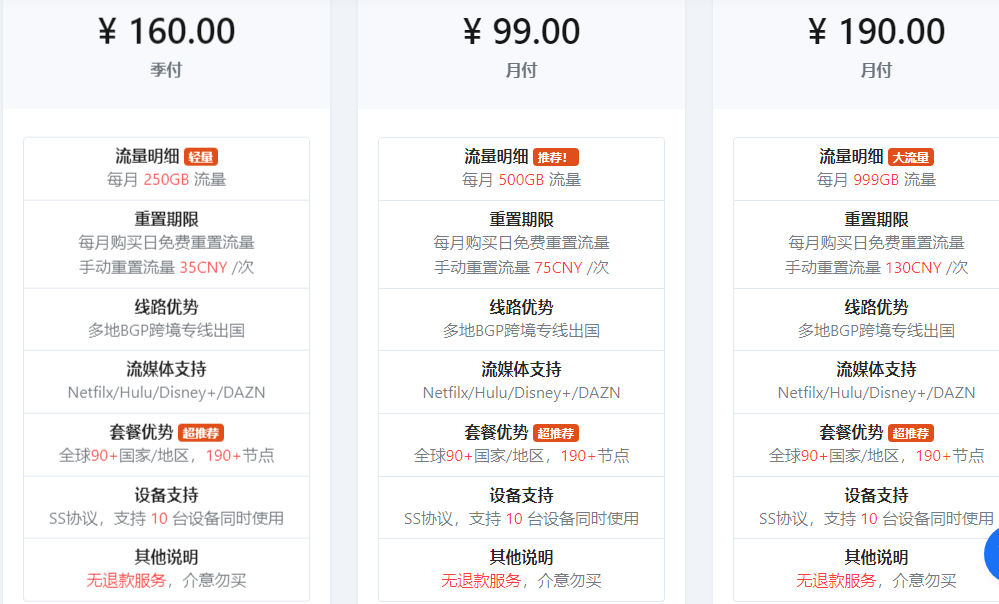 ¥ 160.00
季付
流量明细 轻量
每月 250GB 流量
重置期限
每月购买日免费重置流量
手动重置流量 35CNY /次
线路优势
多地BGP跨境专线出国
流媒体支持
Netfilx/Hulu/Disney+/DAZN
套餐优势 超推荐
全球90+国家/地区，190+节点
设备支持
SS协议，支持 10 台设备同时使用
其他说明
无退款服务，介意勿买
¥ 99.00
月付
流量明细 推荐！
每月 500GB 流量
重置期限
每月购买日免费重置流量
手动重置流量 75CNY /次
线路优势
多地BGP跨境专线出国
流媒体支持
Netfilx/Hulu/Disney+/DAZN
套餐优势 超推荐
全球90+国家/地区，190+节点
设备支持
SS协议，支持 10 台设备同时使用
其他说明
无退款服务，介意勿买
¥ 190.00
月付
流量明细 大流量
每月 999GB 流量
重置期限
每月购买日免费重置流量
手动重置流量 130CNY /次
线路优势
多地BGP跨境专线出国
流媒体支持
Netfilx/Hulu/Disney+/DAZN
套餐优势 超推荐
全球90+国家/地区，190+节点
设备支持
SS协议，支持 10 台设备同时使用
其他说明
无退款服务，介意勿买